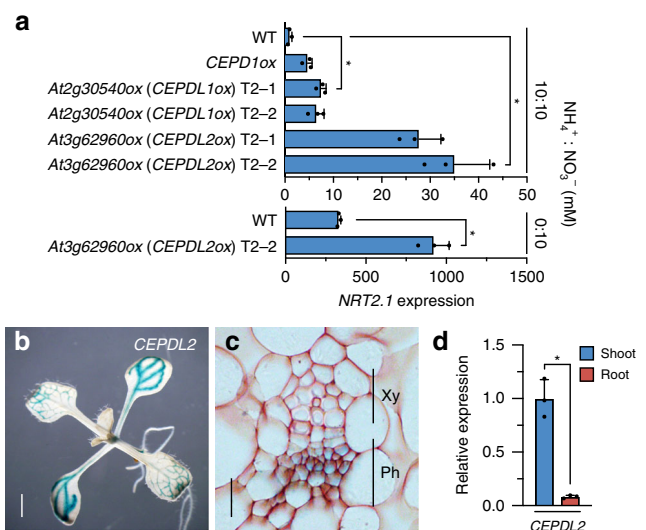 a
WT
CEPD1ox
At2g30540ox (CEPDL1ox) T2–1
At2g30540ox (CEPDL1ox) T2–2
At3g62960ox (CEPDL2ox) T2–1
At3g62960ox (CEPDL2ox) T2–2
*
*
10:10
0 10 20 30 40 50
WT
At3g62960ox (CEPDL2ox) T2–2
*
0:10
NH4+ : NO3− (mM)
0 500 1000 1500
NRT2.1 expression
b
CEPDL2
c
Xy
Ph
d
Relative expression
1.5
1.0
0.5
0.0
*
Shoot
Root
CEPDL2